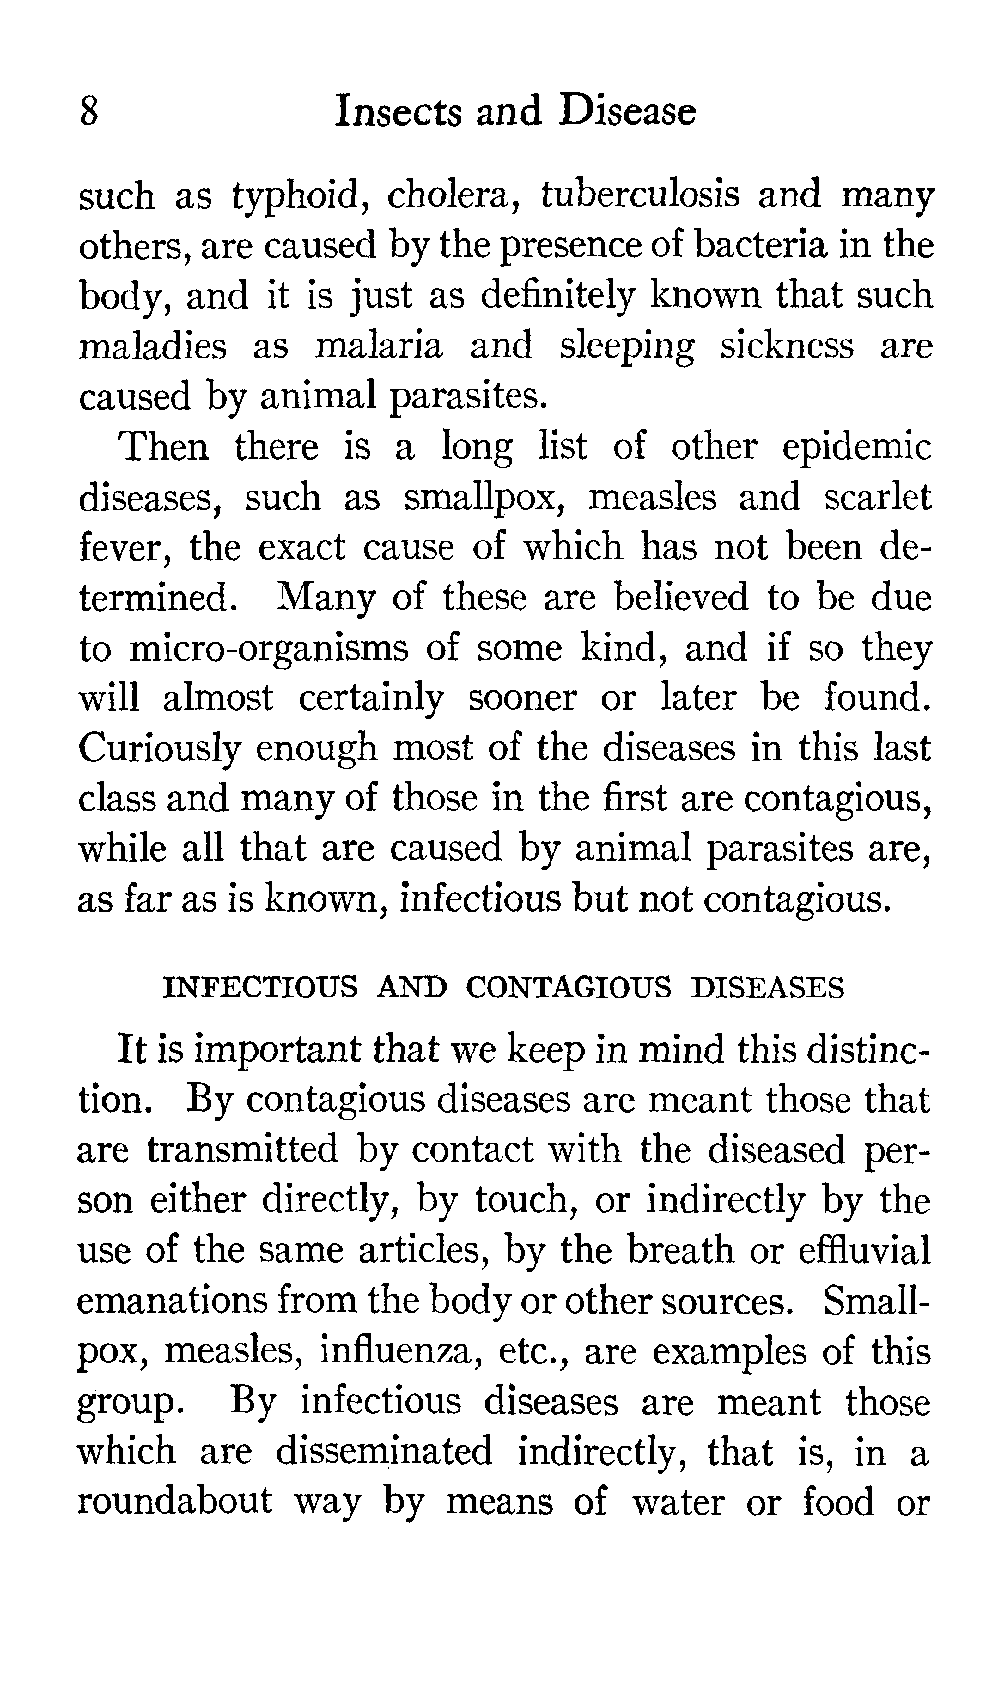 8 Insects and Disease
such as typhoid, cholera, tuberculosis and many
others, are caused by the presence of bacteria in the
body, and it is just as definitely known that such
maladies as malaria and sleeping sickness are
caused by animal parasites.
Then there is a long list of other epidemic
diseases, such as smallpox, measles and scarlet
fever, the exact cause of which has not been de-
termined. Many of these are believed to be due
to micro-organisms of some kind, and if so they
will almost certainly sooner or later be found.
Curiously enough most of the diseases in this last
class and many of those in the first are contagious,
while all that are caused by animal parasites are,
as far as is known, infectious but not contagious.
INFECTIOUS AND CONTAGIOUS DISEASES
It is important that we keep in mind this distinc-
tion. By contagious diseases are meant those that
are transmitted by contact with the diseased per-
son either directly, by touch, or indirectly by the
use of the same articles, by the breath or effluvial
emanations from the body or other sources. Small-
pox, measles, influenza, etc., are examples of this
group. By infectious diseases are meant those
which are disseminated indirectly, that is, in a
roundabout way by means of water or food or